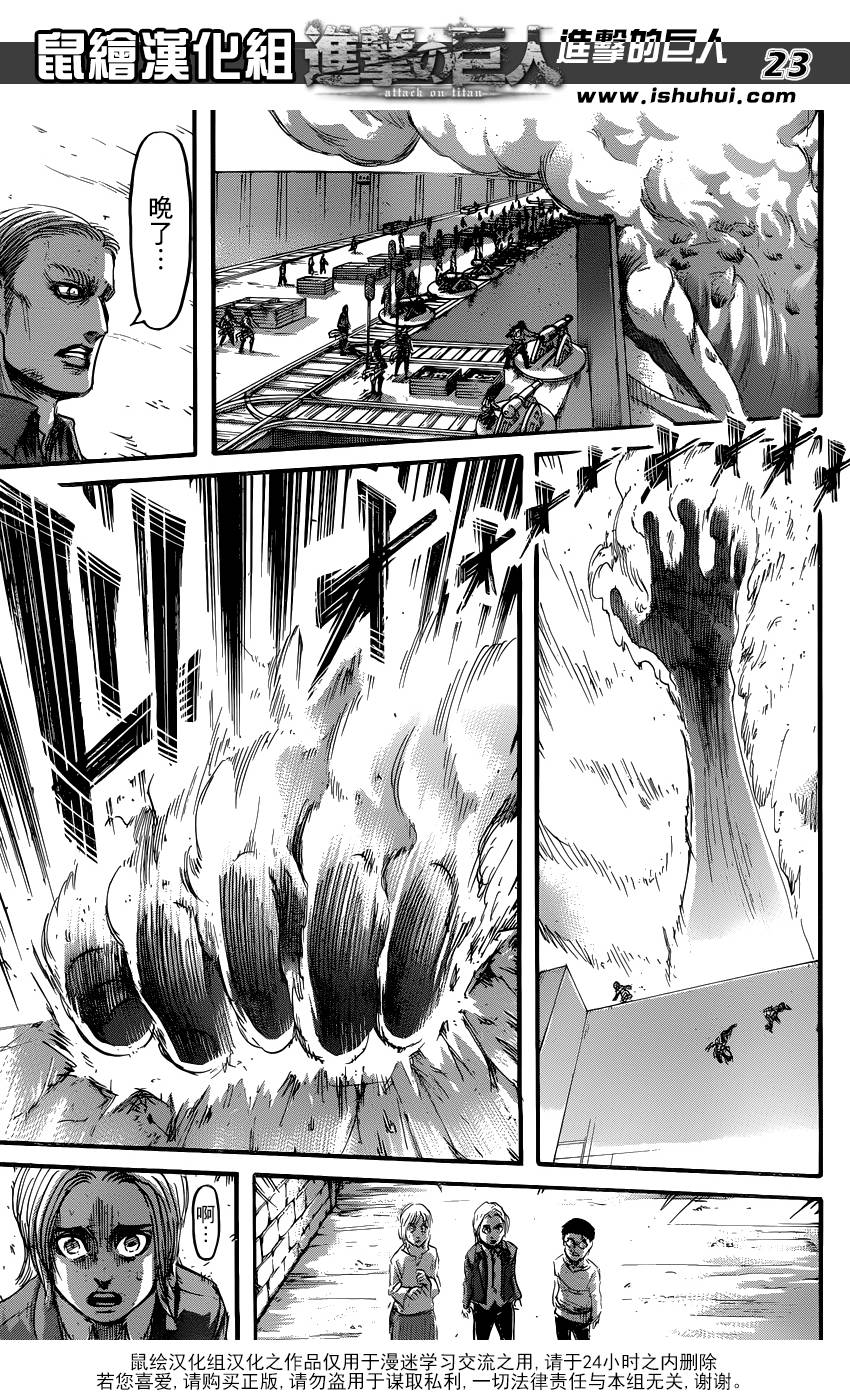 鼠繪漢化組
進撃の巨人
attack on titan
進擊的巨人
23
www.ishuhui.com
晚了…
啊…
鼠绘汉化组汉化之作品仅用于漫迷学习交流之用, 请于24小时之内删除
若您喜爱, 请购买正版, 请勿盗用于谋取私利, 一切法律责任与本组无关, 谢谢。